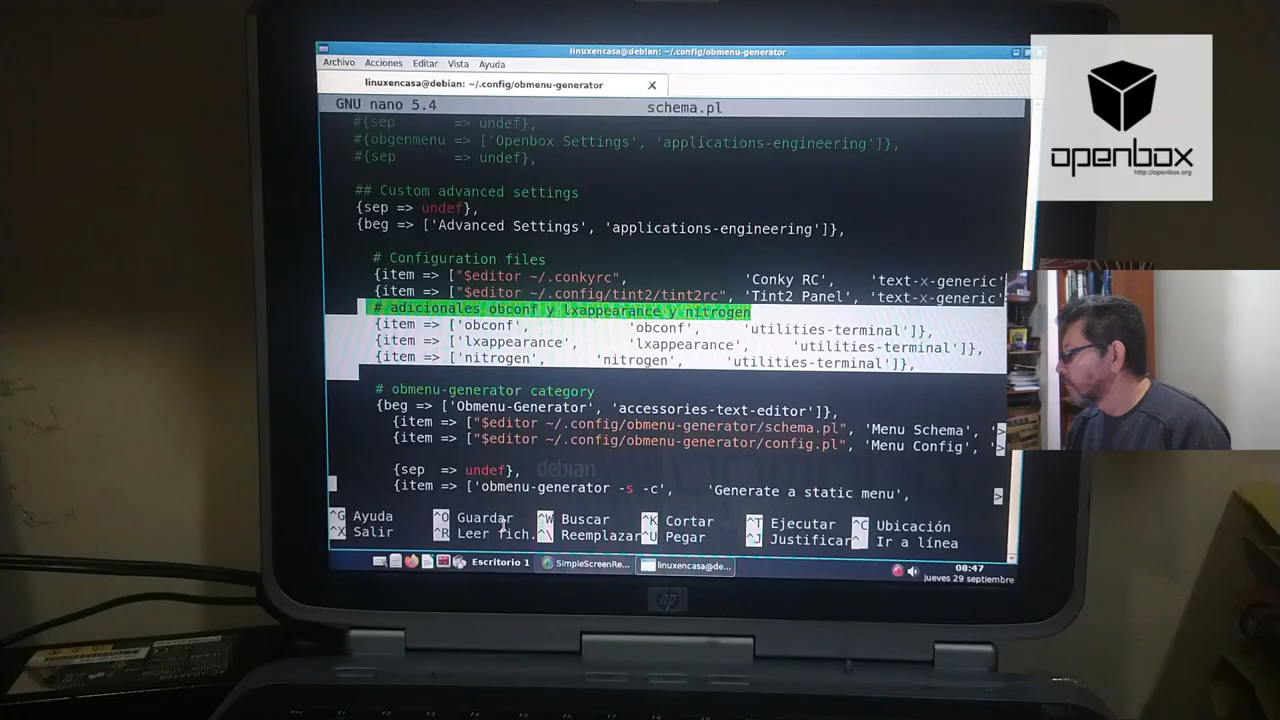 linuxencasa@debian: ~/.config/obmenu-generator
Archivo Acciones Editar Vista Ayuda
linuxencasa@debian: ~/.config/obmenu-generator X
GNU nano 5.4 schema.pl
#{sep => undef},
#{obgenmenu => ['Openbox Settings', 'applications-engineering']},
#{sep => undef},
## Custom advanced settings
{sep => undef},
{beg => ['Advanced Settings', 'applications-engineering']},
# Configuration files
{item => ["$editor ~/.conkyrc", 'Conky RC', 'text-x-generic'
{item => ["$editor ~/.config/tint2/tint2rc", 'Tint2 Panel', 'text-x-generic'
# adicionales obconf y lxappearance y nitrogen
{item => ['obconf', 'obconf', 'utilities-terminal']},
{item => ['lxappearance', 'lxappearance', 'utilities-terminal']},
{item => ['nitrogen', 'nitrogen', 'utilities-terminal']},
# obmenu-generator category
{beg => ['Obmenu-Generator', 'accessories-text-editor']},
{item => ["$editor ~/.config/obmenu-generator/schema.pl", 'Menu Schema', '>
{item => ["$editor ~/.config/obmenu-generator/config.pl", 'Menu Config', '>
{sep => undef},
{item => ['obmenu-generator -s -c', 'Generate a static menu', >
debian
^G Ayuda ^O Guardar ^W Buscar ^K Cortar ^T Ejecutar ^C Ubicación
^X Salir ^R Leer fich. ^\ Reemplazar ^U Pegar ^J Justificar ^_ Ir a línea
Escritorio 1 SimpleScreenRe... linuxencasa@de... 08:47
jueves 29 septiembre
hp
openbox
http://openbox.org